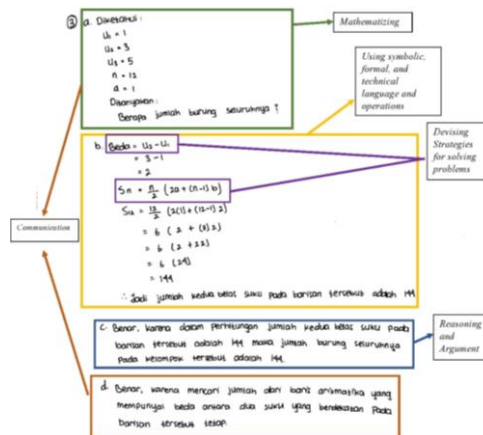 ③ a. Diketahui :
U₁ = 1
U₂ = 3
U₃ = 5
n = 12
a = 1
Ditanyakan :
Berapa jumlah burung seluruhnya ?
Mathematizing
Using symbolic,
formal, and
technical
language and
operations
b. Beda = U₂ - U₁
= 3 - 1
= 2
Sn = n/2 (2a + (n-1) b)
S₁₂ = 12/2 (2(1) + (12-1) 2)
= 6 ( 2 + (11) 2 )
= 6 ( 2 + 22 )
= 6 ( 24 )
= 144
∴ Jadi jumlah kedua belas suku pada barisan tersebut adalah 144
Devising
Strategies
for solving
problems
Communication
c. Benar, karena dalam perhitungan jumlah kedua belas suku pada
barisan tersebut adalah 144 maka jumlah burung seluruhnya
pada kelompok tersebut adalah 144.
Reasoning
and
Argument
d. Benar, karena mencari jumlah dari baris aritmatika yang
mempunyai beda antara dua suku yang berdekatan pada
barisan tersebut tetap.